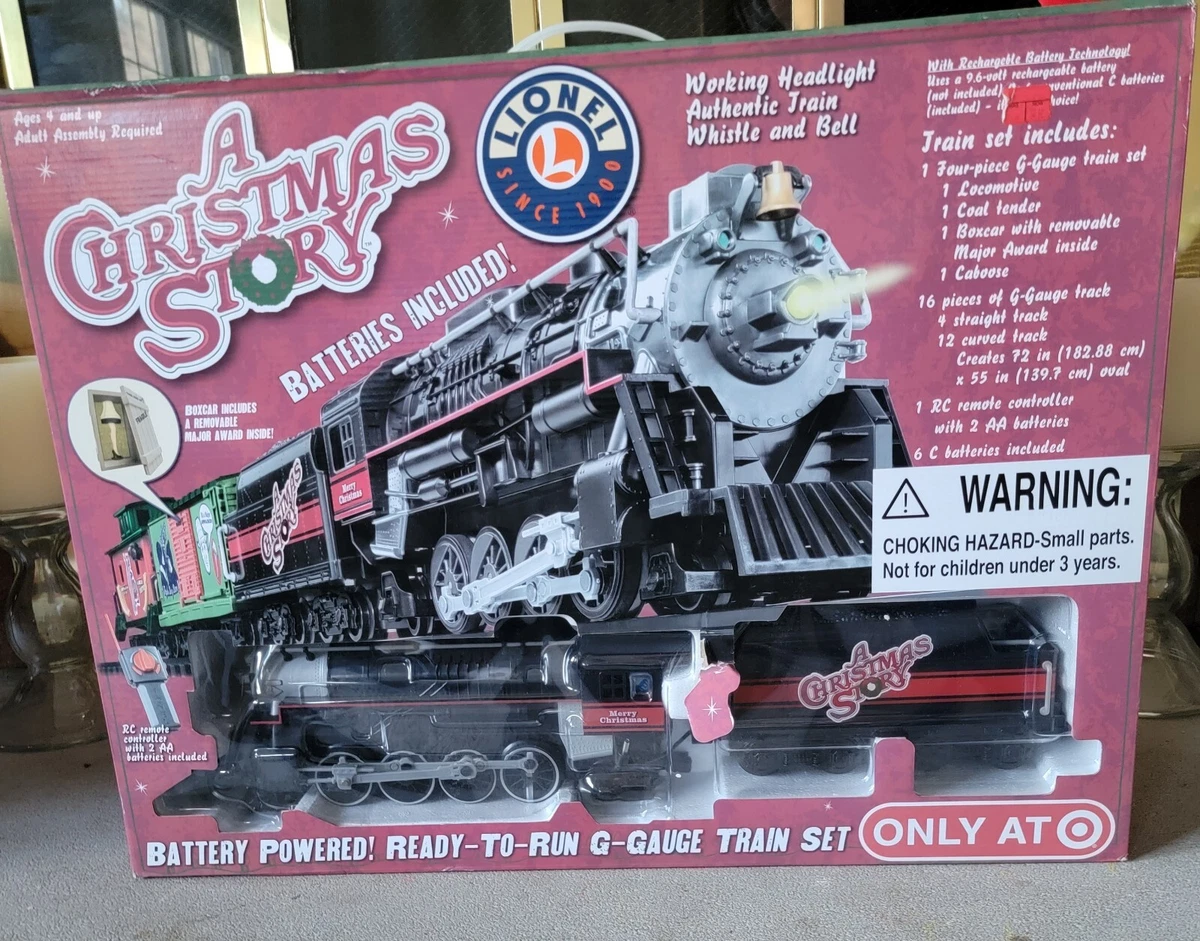 Ages 4 and up
Adult Assembly Required
A
CHRISTMAS
STORY
TM
LIONEL
L
SINCE 1900
Working Headlight
Authentic Train
Whistle and Bell
With Rechargeble Battery Technology!
Uses a 9.6-volt rechargeable battery
(not included) C batteries
(included) -
Train set includes:
1 Four-piece G-Gauge train set
1 Locomotive
1 Coal tender
1 Boxcar with removable
Major Award inside
1 Caboose
16 pieces of G-Gauge track
4 straight track
12 curved track
Creates 72 in (182.88 cm)
x 55 in (139.7 cm) oval
1 RC remote controller
with 2 AA batteries
6 C batteries included
BATTERIES INCLUDED!
BOXCAR INCLUDES
A REMOVABLE
MAJOR AWARD INSIDE!
Merry
Christmas
A
CHRISTMAS
STORY
WARNING:
CHOKING HAZARD-Small parts.
Not for children under 3 years.
RC remote
controller
with 2 AA
batteries included
Merry
Christmas
A
CHRISTMAS
STORY
BATTERY POWERED! READY-TO-RUN G-GAUGE TRAIN SET
ONLY AT